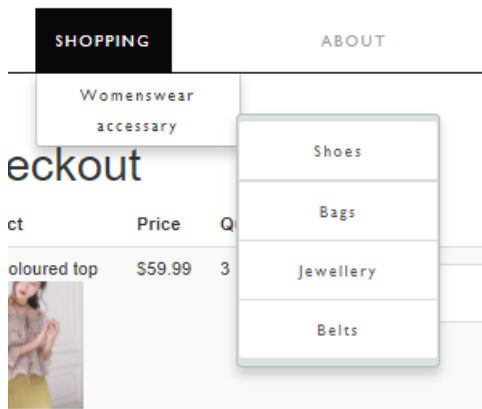 SHOPPING ABOUT
Womenswear
accessary
Shoes
Bags
Jewellery
Belts
eckout
ct Price Q
oloured top $59.99 3